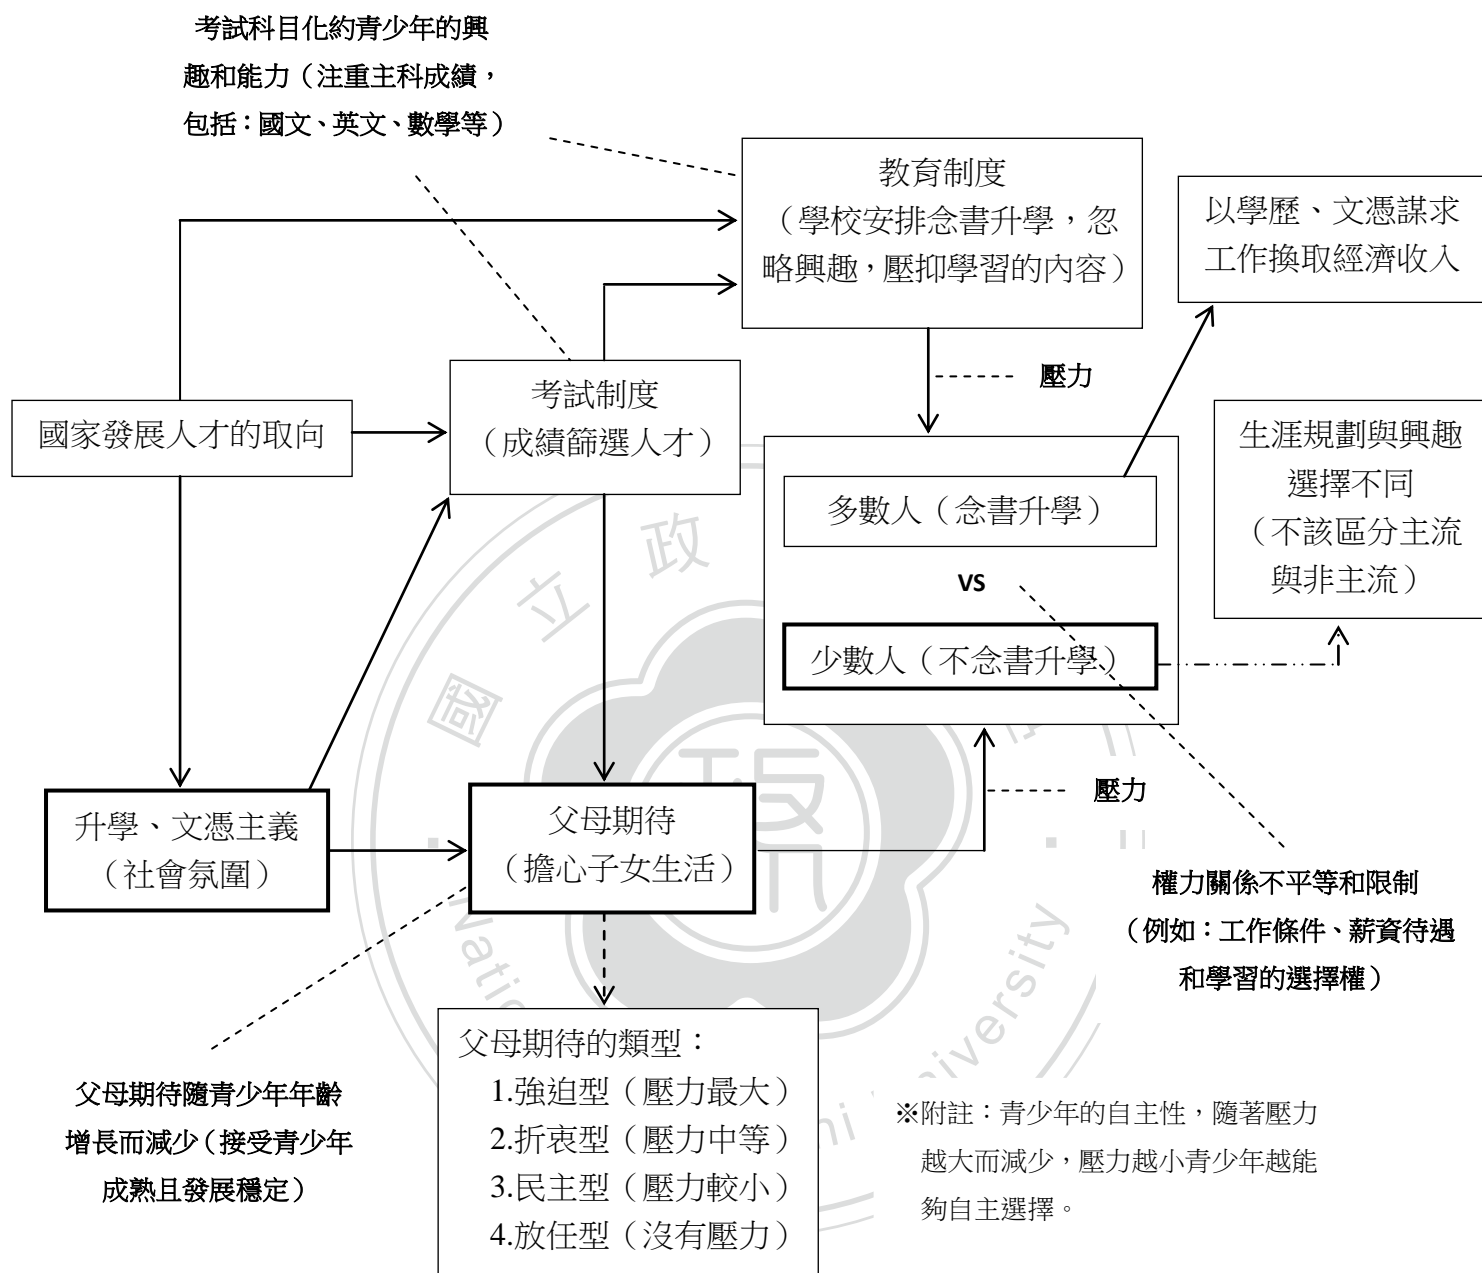 考試科目化約青少年的興
趣和能力（注重主科成績，
包括：國文、英文、數學等）
教育制度
（學校安排念書升學，忽
略興趣，壓抑學習的內容）
以學歷、文憑謀求
工作換取經濟收入
壓力
考試制度
（成績篩選人才）
國家發展人才的取向
生涯規劃與興趣
選擇不同
（不該區分主流
與非主流）
多數人（念書升學）
VS
少數人（不念書升學）
升學、文憑主義
（社會氛圍）
父母期待
（擔心子女生活）
壓力
權力關係不平等和限制
（例如：工作條件、薪資待遇
和學習的選擇權）
父母期待隨青少年年齡
增長而減少（接受青少年
成熟且發展穩定）
父母期待的類型：
1.強迫型（壓力最大）
2.折衷型（壓力中等）
3.民主型（壓力較小）
4.放任型（沒有壓力）
※附註：青少年的自主性，隨著壓力
越大而減少，壓力越小青少年越能
夠自主選擇。
國立政